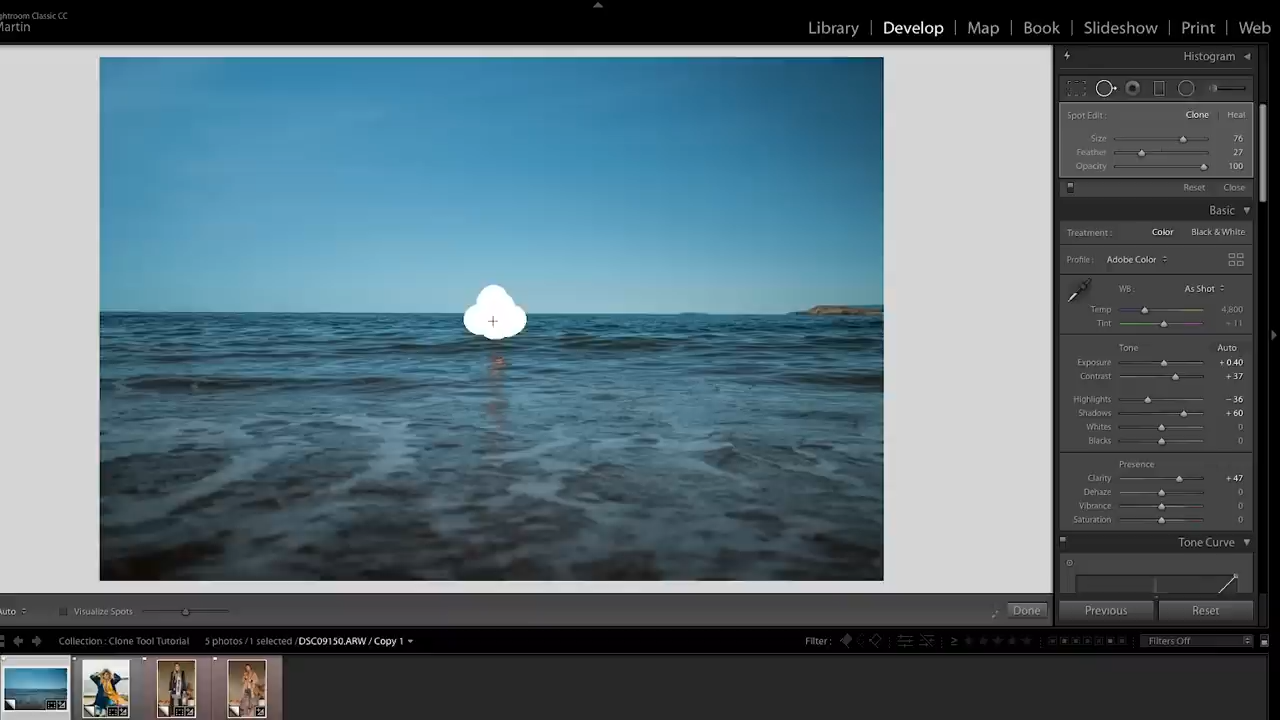 ghtroom Classic CC
Martin
Library | Develop | Map | Book | Slideshow | Print | Web
Histogram
Spot Edit: Clone | Heal
Size 76
Feather 27
Opacity 100
Reset Close
Basic
Treatment: Color Black & White
Profile: Adobe Color
WB: As Shot
Temp 4,800
Tint + 11
Tone Auto
Exposure + 0.40
Contrast + 37
Highlights − 36
Shadows + 60
Whites 0
Blacks 0
Presence
Clarity + 47
Dehaze 0
Vibrance 0
Saturation 0
Tone Curve
Auto Visualize Spots Done
Previous Reset
Collection : Clone Tool Tutorial 5 photos / 1 selected / DSC09150.ARW / Copy 1 Filter : Filters Off